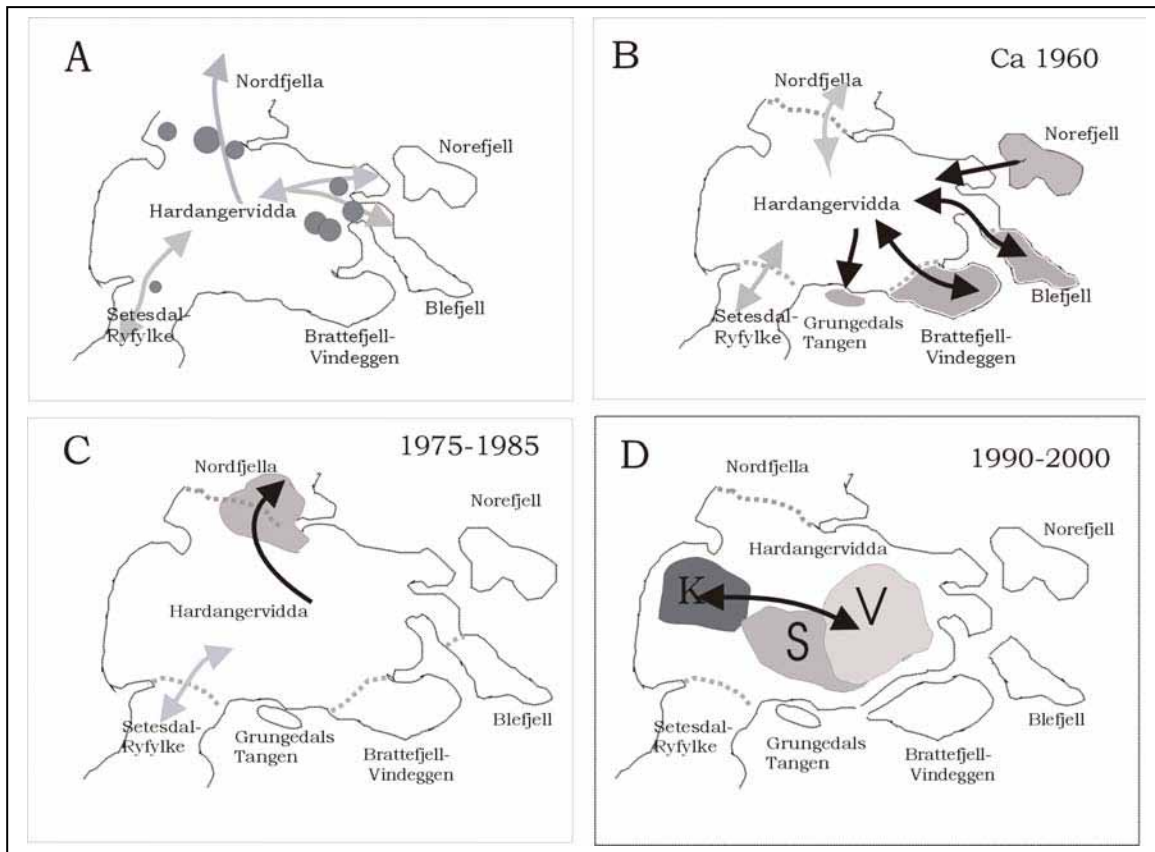 A
Nordfjella
Norefjell
Hardangervidda
Setesdal-
Ryfylke
Brattefjell-
Vindeggen
Blefjell
B
Ca 1960
Nordfjella
Norefjell
Hardangervidda
Setesdal-
Ryfylke
Grungedals
Tangen
Brattefjell-
Vindeggen
Blefjell
C
1975-1985
Nordfjella
Norefjell
Hardangervidda
Setesdal-
Ryfylke
Grungedals
Tangen
Brattefjell-
Vindeggen
Blefjell
D
1990-2000
Nordfjella
Norefjell
Hardangervidda
K
S
V
Setesdal-
Ryfylke
Grungedals
Tangen
Brattefjell-
Vindeggen
Blefjell